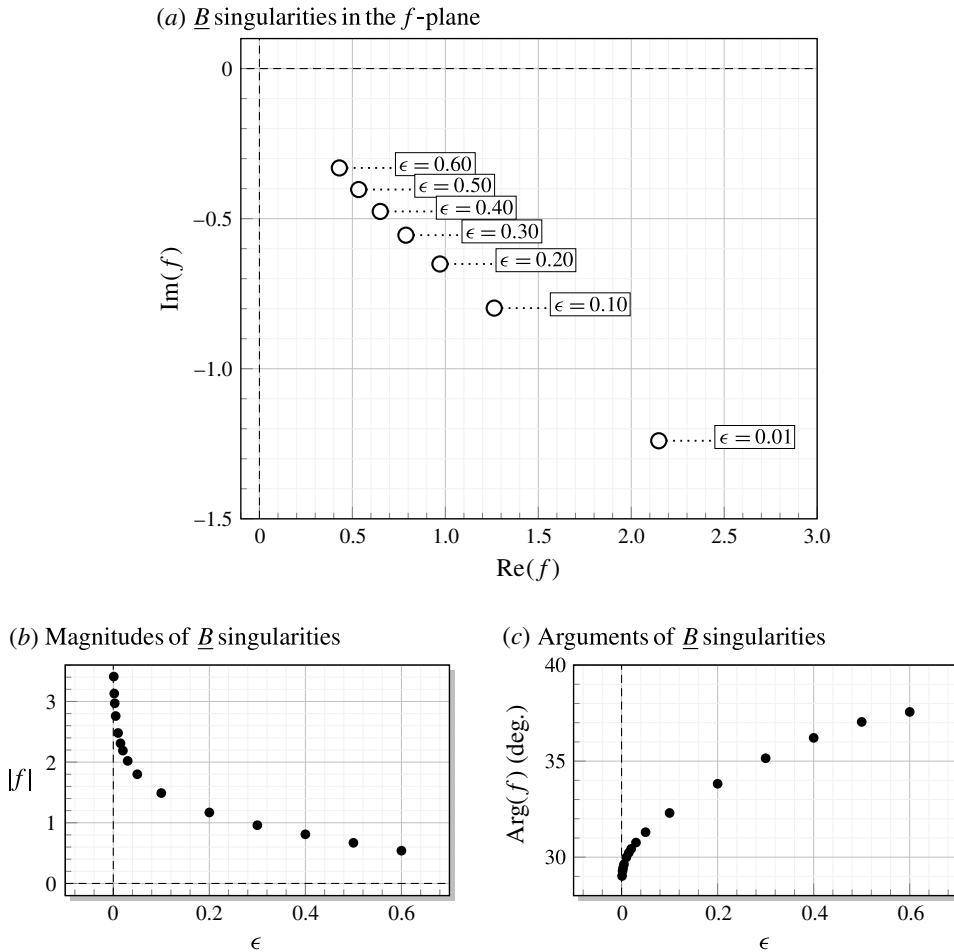 (a) B singularities in the f-plane
0
−0.5
−1.0
−1.5
Im(f)
ϵ = 0.60
ϵ = 0.50
ϵ = 0.40
ϵ = 0.30
ϵ = 0.20
ϵ = 0.10
ϵ = 0.01
0 0.5 1.0 1.5 2.0 2.5 3.0
Re(f)
(b) Magnitudes of B singularities
3
2
1
0
|f|
0 0.2 0.4 0.6
ϵ
(c) Arguments of B singularities
40
35
30
Arg(f) (deg.)
0 0.2 0.4 0.6
ϵ